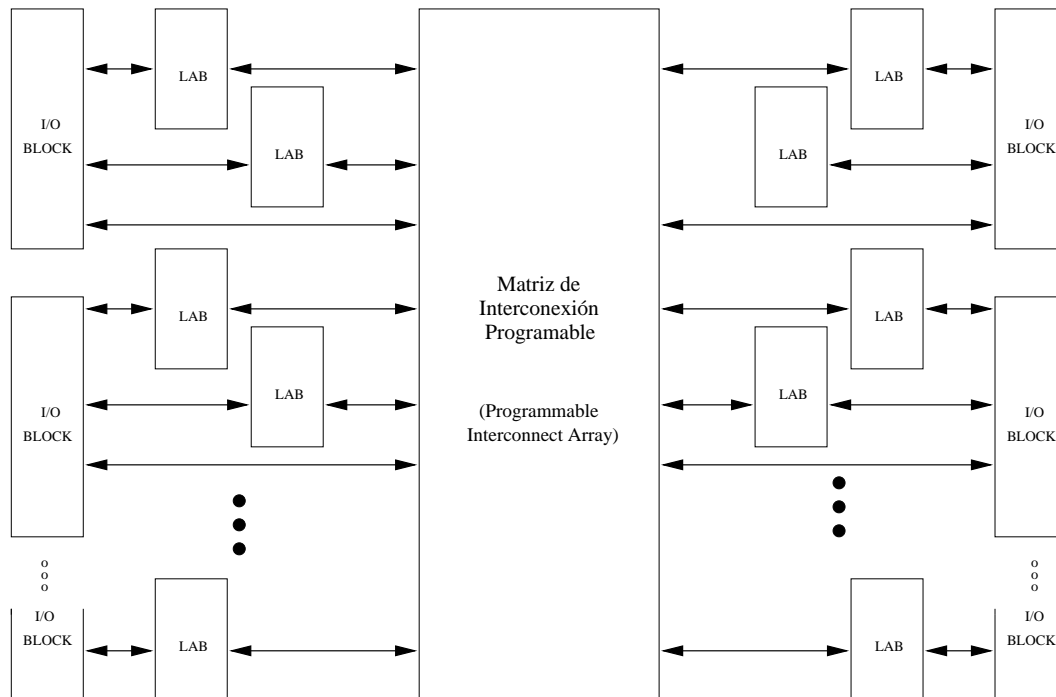 LAB
LAB
I/O
BLOCK
LAB
LAB
I/O
BLOCK
Matriz de
Interconexión
Programable
LAB
LAB
I/O
BLOCK
LAB
LAB
I/O
BLOCK
(Programmable
Interconnect Array)
o
o
o
o
o
o
I/O
BLOCK
LAB
LAB
I/O
BLOCK